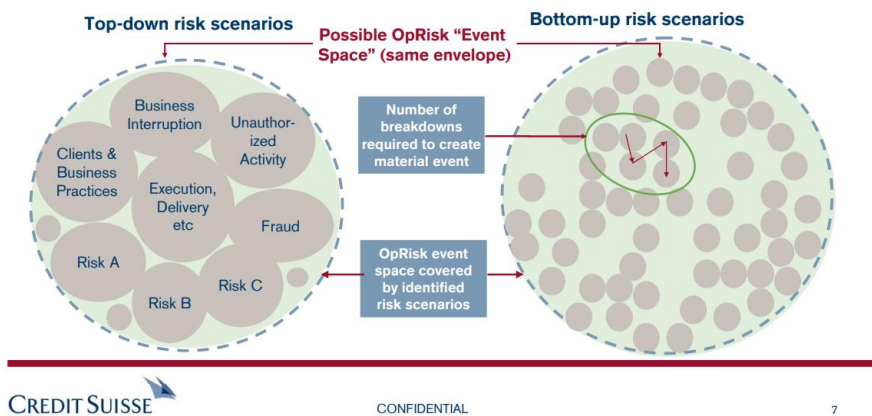 Top-down risk scenarios
Possible OpRisk “Event
Space” (same envelope)
Bottom-up risk scenarios
Business
Interruption
Unauthor-
ized
Activity
Clients &
Business
Practices
Execution,
Delivery
etc
Fraud
Risk A
Risk B
Risk C
Number of
breakdowns
required to create
material event
OpRisk event
space covered
by identified
risk scenarios
CREDIT SUISSE
CONFIDENTIAL
7